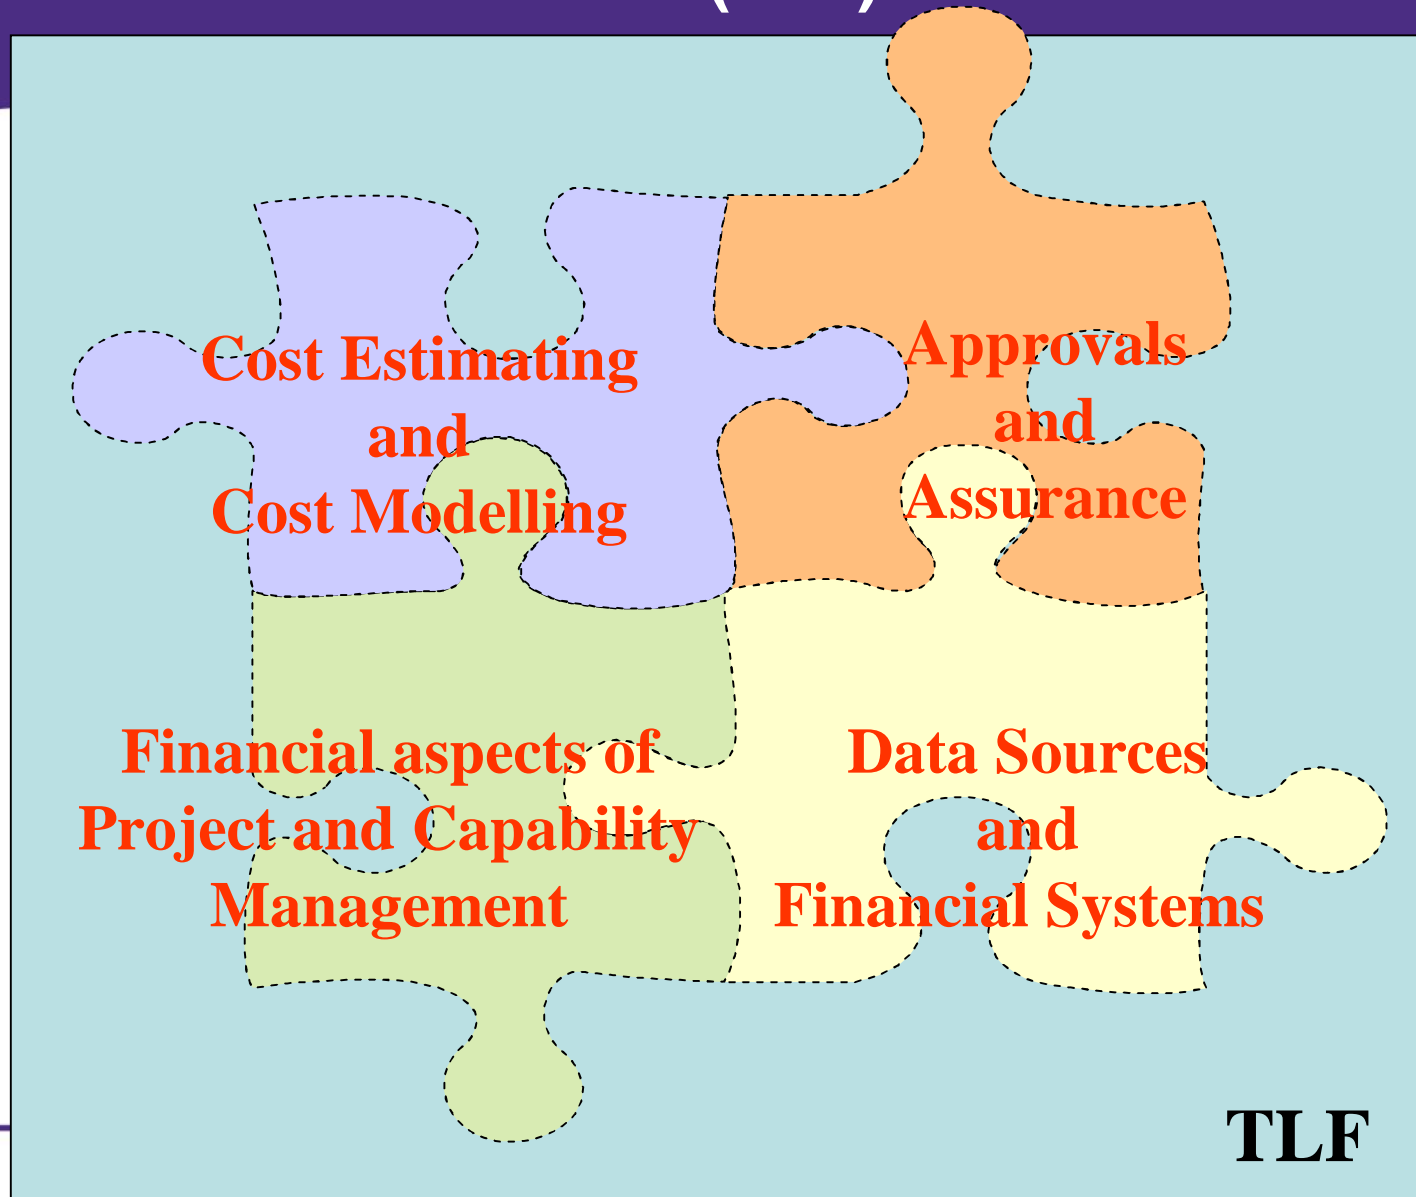 Cost Estimating
and
Cost Modelling
Approvals
and
Assurance
Financial aspects of
Project and Capability
Management
Data Sources
and
Financial Systems
TLF